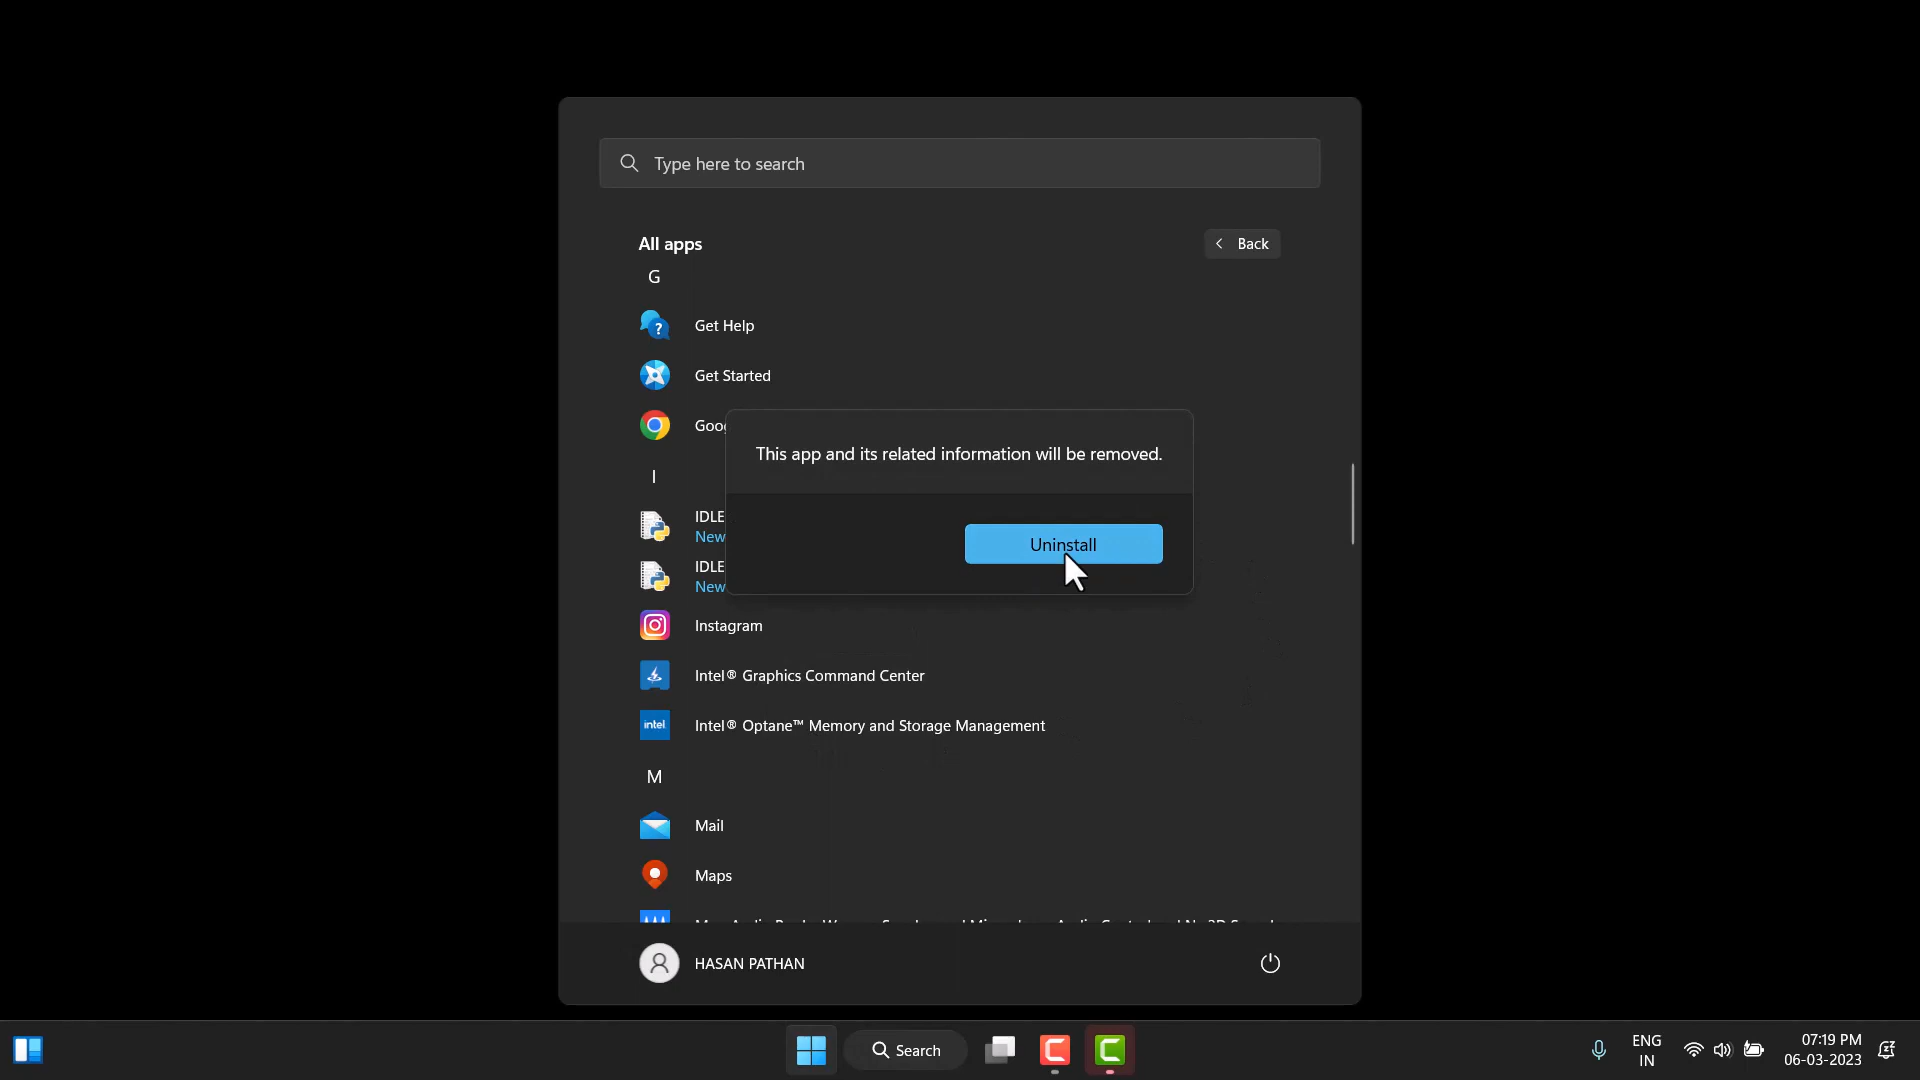 Type here to search
All apps
Back
G
Get Help
Get Started
Goog
This app and its related information will be removed.
I
IDLE
New
Uninstall
IDLE
New
Instagram
Intel® Graphics Command Center
intel
Intel® Optane™ Memory and Storage Management
M
Mail
Maps
HASAN PATHAN
Search
ENG
IN
07:19 PM
06-03-2023